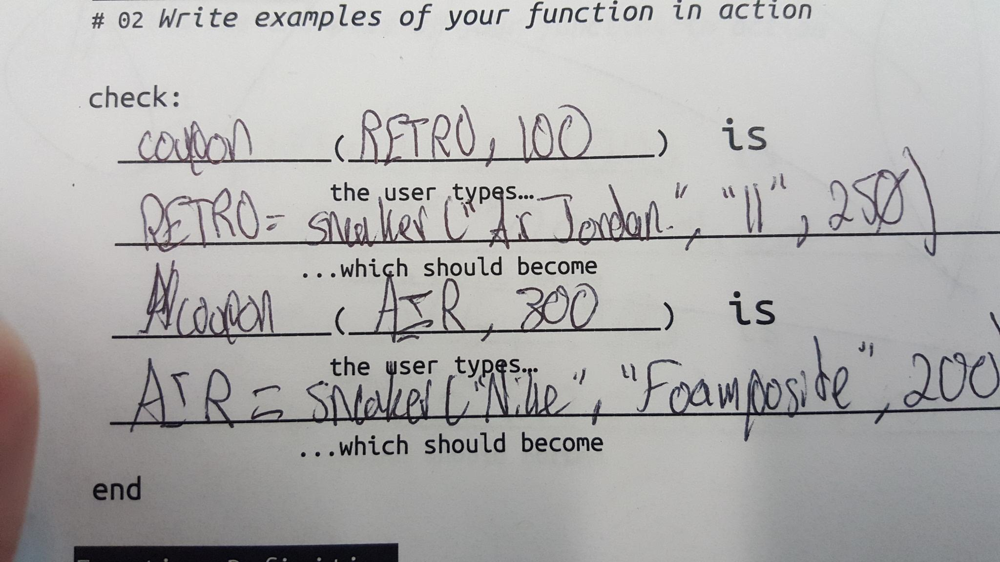 # 02 Write examples of your function in action
check:
coupon ( RETRO, 100 ) is
the user types...
RETRO = sneaker ("Air Jordan", "11", 250)
...which should become
coupon ( AIR, 300 ) is
the user types...
AIR = sneaker ("Nike", "Foamposite", 200)
...which should become
end